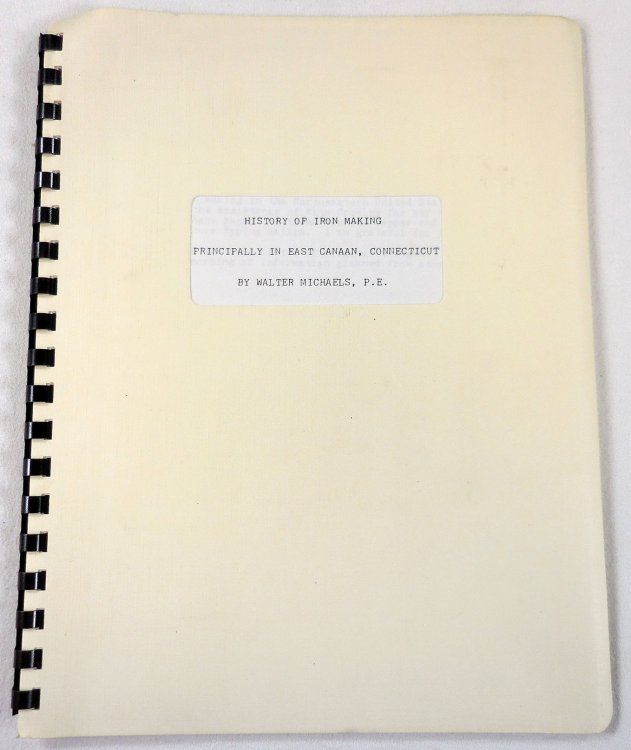 HISTORY OF IRON MAKING
PRINCIPALLY IN EAST CANAAN, CONNECTICUT
BY WALTER MICHAELS, P.E.